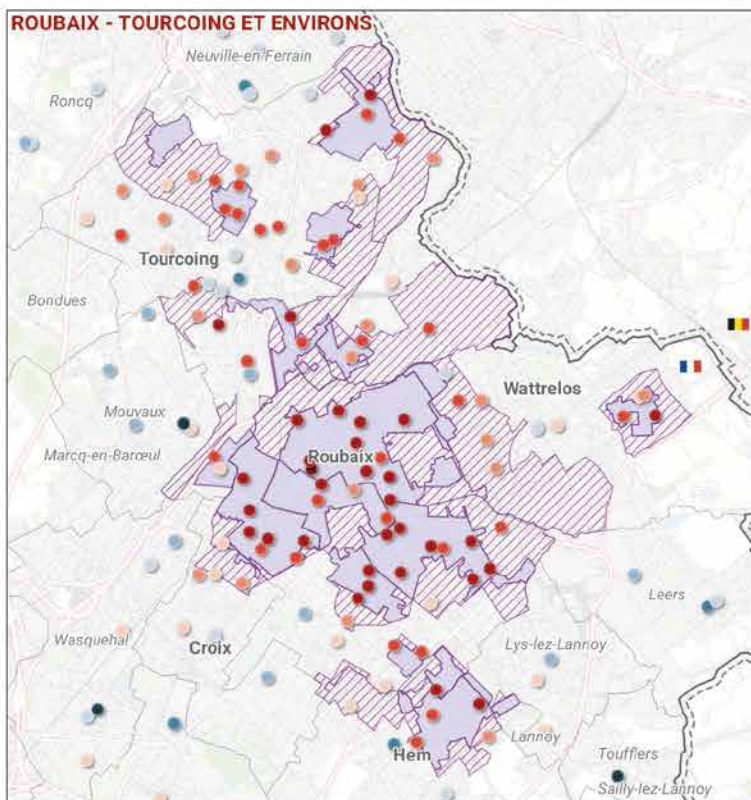 ROUBAIX - TOURCOING ET ENVIRONS
Neuville-en-Ferrain
Roncq
Tourcoing
Bondues
Wattrelos
Mouvaux
Marcq-en-Barœul
Roubaix
Leers
Wasquehal
Croix
Lys-lez-Lannoy
Lannoy
Hem
Toufflers
Sailly-lez-Lannoy